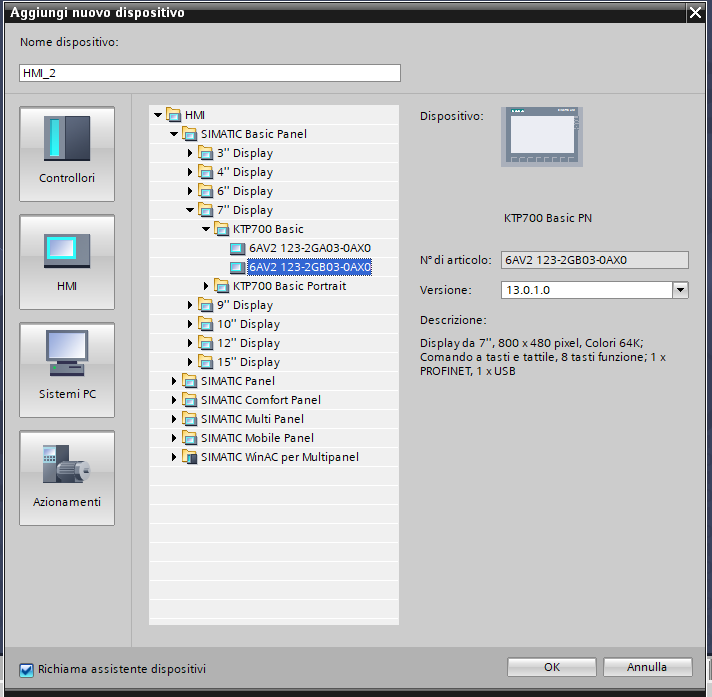 Aggiungi nuovo dispositivo
Nome dispositivo:
HMI_2
Controllori
HMI
Sistemi PC
Azionamenti
HMI
SIMATIC Basic Panel
3'' Display
4'' Display
6'' Display
7'' Display
KTP700 Basic
6AV2 123-2GA03-0AX0
6AV2 123-2GB03-0AX0
KTP700 Basic Portrait
9'' Display
10'' Display
12'' Display
15'' Display
SIMATIC Panel
SIMATIC Comfort Panel
SIMATIC Multi Panel
SIMATIC Mobile Panel
SIMATIC WinAC per Multipanel
Dispositivo:
KTP700 Basic PN
N° di articolo: 6AV2 123-2GB03-0AX0
Versione: 13.0.1.0
Descrizione:
Display da 7'', 800 x 480 pixel, Colori 64K;
Comando a tasti e tattile, 8 tasti funzione; 1 x
PROFINET, 1 x USB
Richiama assistente dispositivi
OK
Annulla